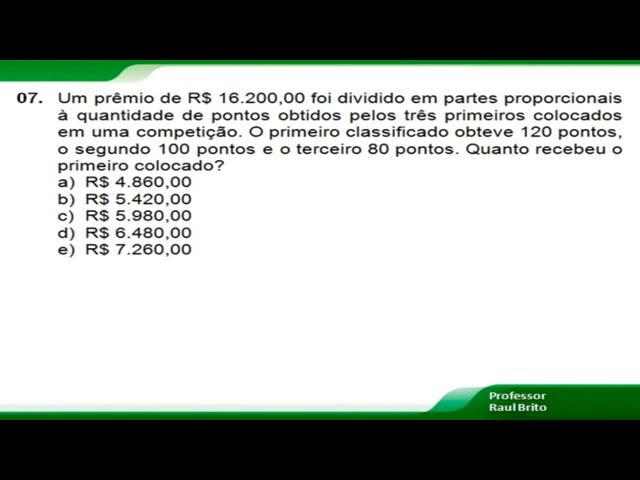 07. Um prêmio de R$ 16.200,00 foi dividido em partes proporcionais
à quantidade de pontos obtidos pelos três primeiros colocados
em uma competição. O primeiro classificado obteve 120 pontos,
o segundo 100 pontos e o terceiro 80 pontos. Quanto recebeu o
primeiro colocado?
a) R$ 4.860,00
b) R$ 5.420,00
c) R$ 5.980,00
d) R$ 6.480,00
e) R$ 7.260,00
Professor
Raul Brito